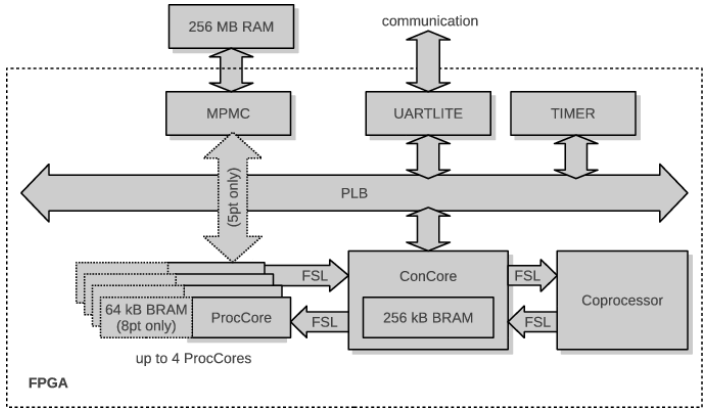 256 MB RAM
communication
MPMC
UARTLITE
TIMER
(5pt only)
PLB
FSL
ConCore
FSL
Coprocessor
64 kB BRAM
(8pt only)
ProcCore
FSL
256 kB BRAM
FSL
up to 4 ProcCores
FPGA